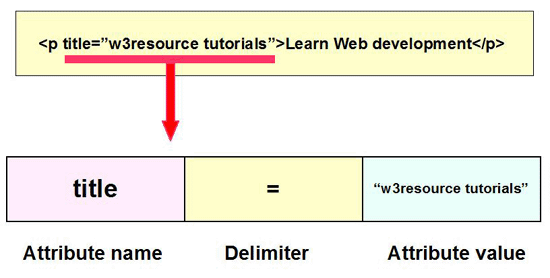 <p title=”w3resource tutorials”>Learn Web development</p>
title
=
“w3resource tutorials”
Attribute name
Delimiter
Attribute value